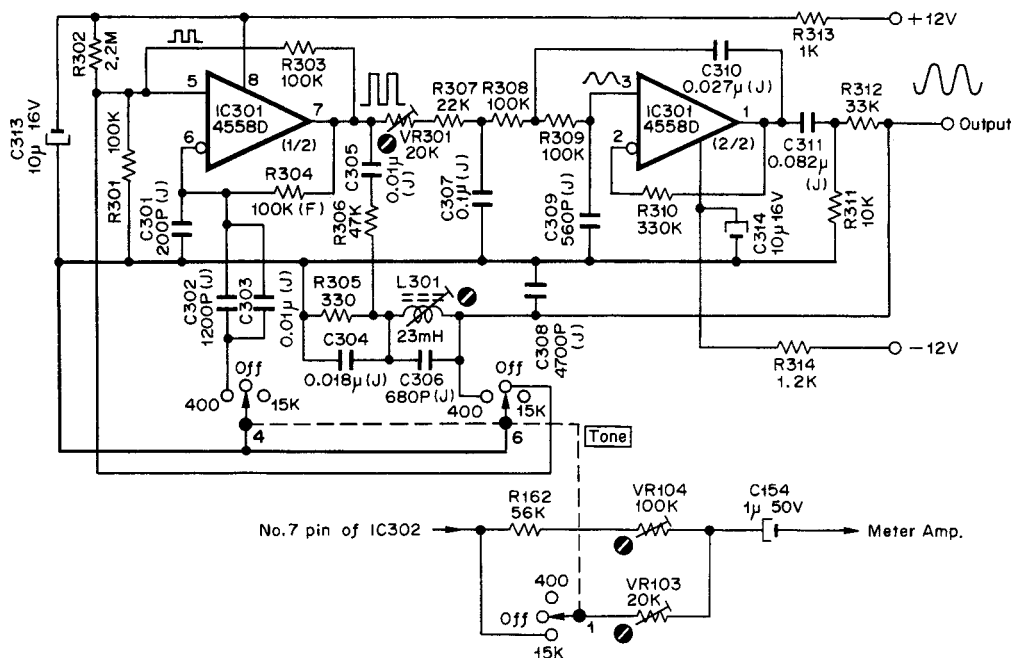 R302
2.2M
R303
100K
R313
1K
+12V
C310
0.027μ(J)
R307
22K
R308
100K
R312
33K
5
8
7
6
IC301
4558D
(1/2)
VR301
20K
R309
100K
3
2
1
IC301
4558D
(2/2)
C311
0.082μ
(J)
Output
C313
10μ 16V
100K
R301
R304
100K(F)
C305
0.01μ
(J)
C307
0.1μ(J)
R310
330K
R311
10K
C301
200P(J)
R306
47K
C309
560P(J)
C314
10μ16V
C302
1200P(J)
C303
0.01μ(J)
R305
330
L301
23mH
C304
0.018μ(J)
C306
680P(J)
C308
4700P
(J)
R314
1.2K
−12V
Off
400
15K
4
Off
400
15K
6
Tone
No.7 pin of IC302
R162
56K
VR104
100K
C154
1μ 50V
Meter Amp.
400
Off
15K
1
VR103
20K